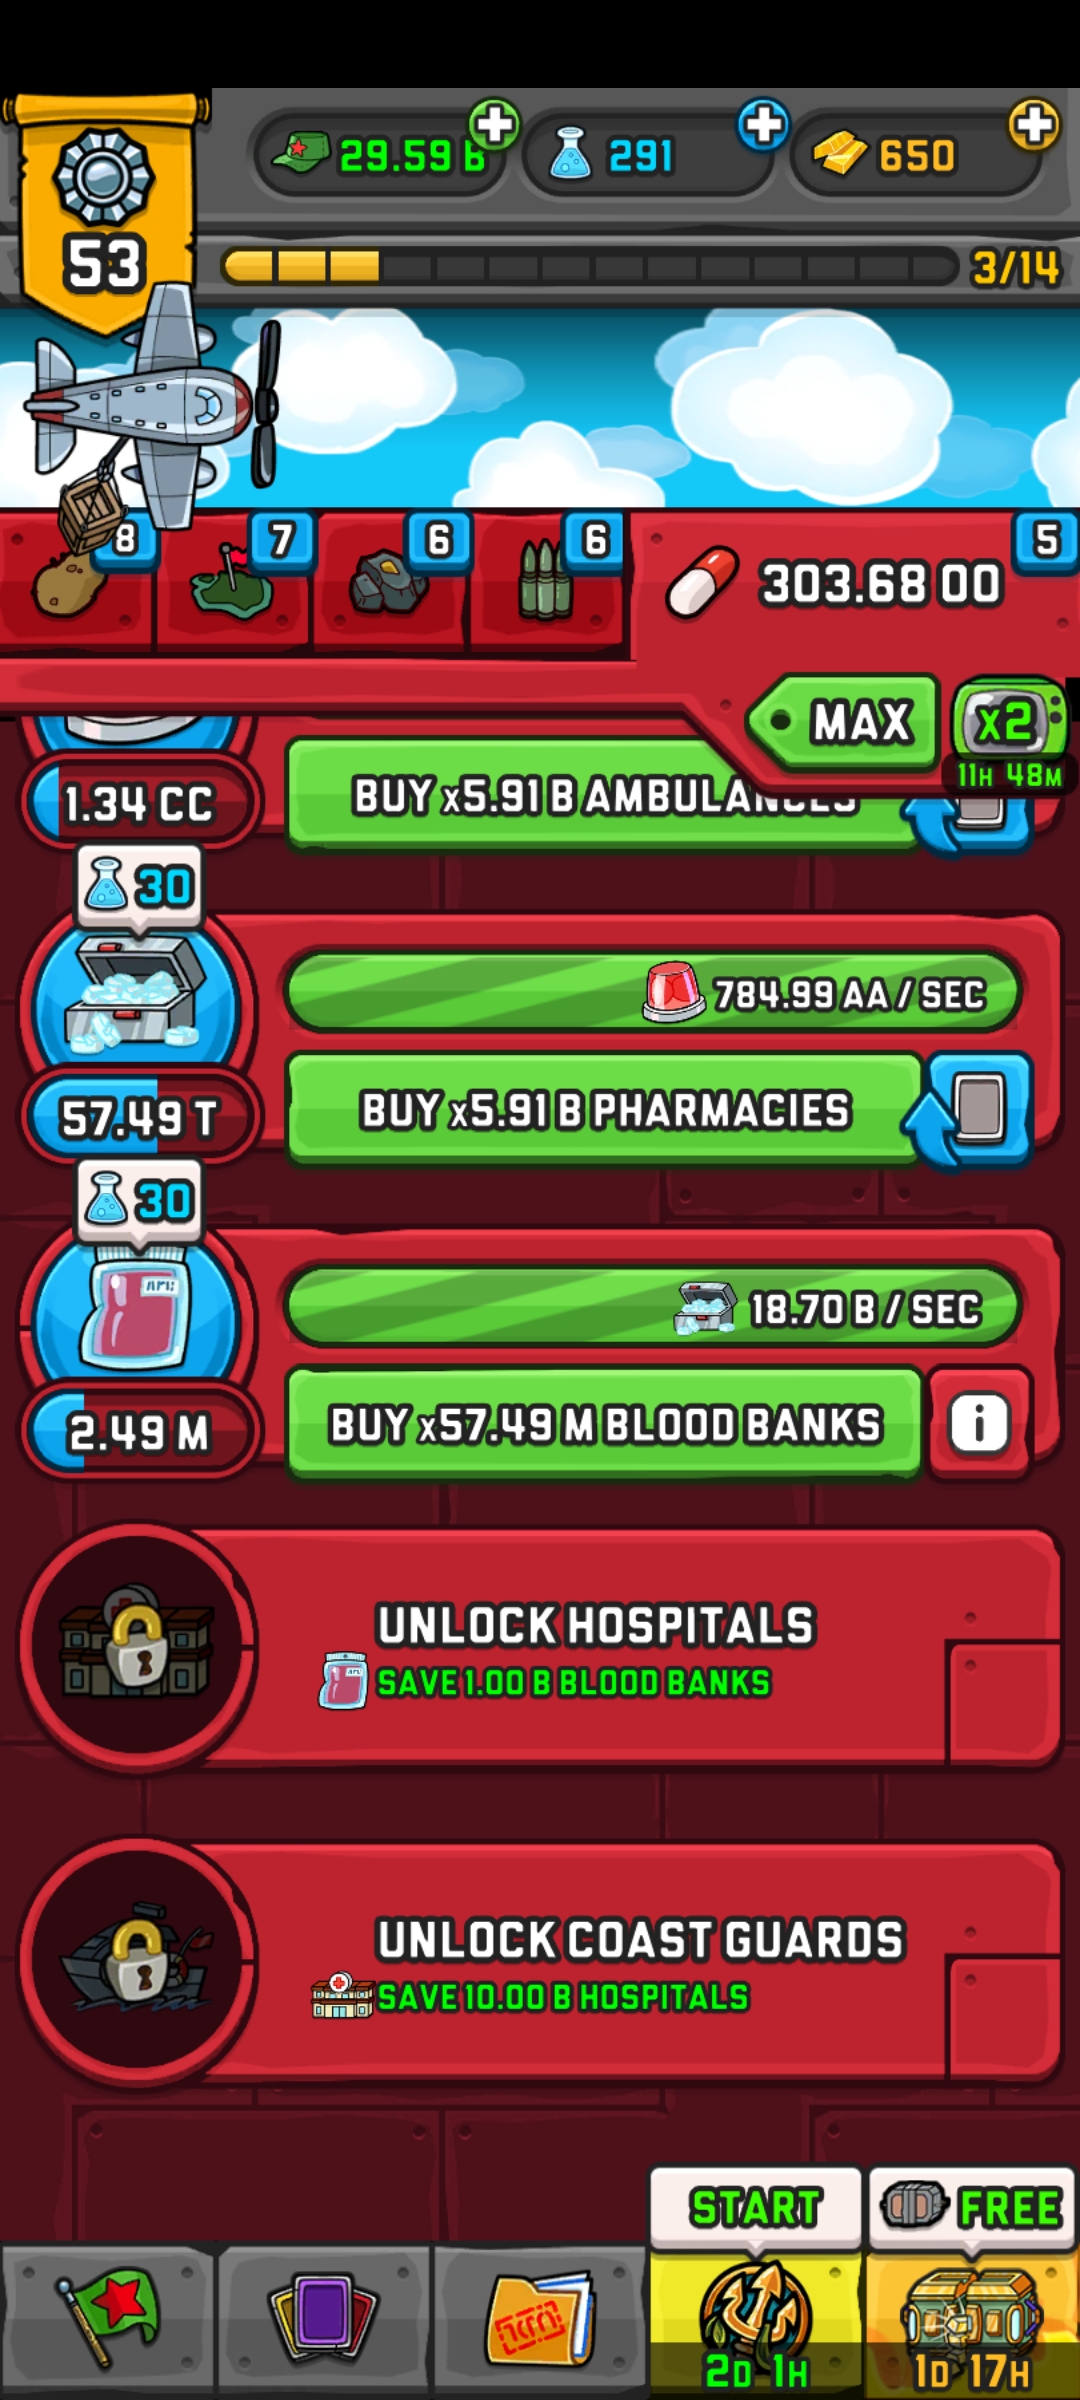 29.59 B
291
650
53
3/14
8
7
6
6
5
303.68 OO
MAX
x2
11H 48M
1.34 CC
BUY x5.91 B AMBULANCES
30
784.99 AA / SEC
57.49 T
BUY x5.91 B PHARMACIES
30
18.70 B / SEC
2.49 M
BUY x57.49 M BLOOD BANKS
i
UNLOCK HOSPITALS
SAVE 1.00 B BLOOD BANKS
UNLOCK COAST GUARDS
SAVE 10.00 B HOSPITALS
START
FREE
2D 1H
1D 17H